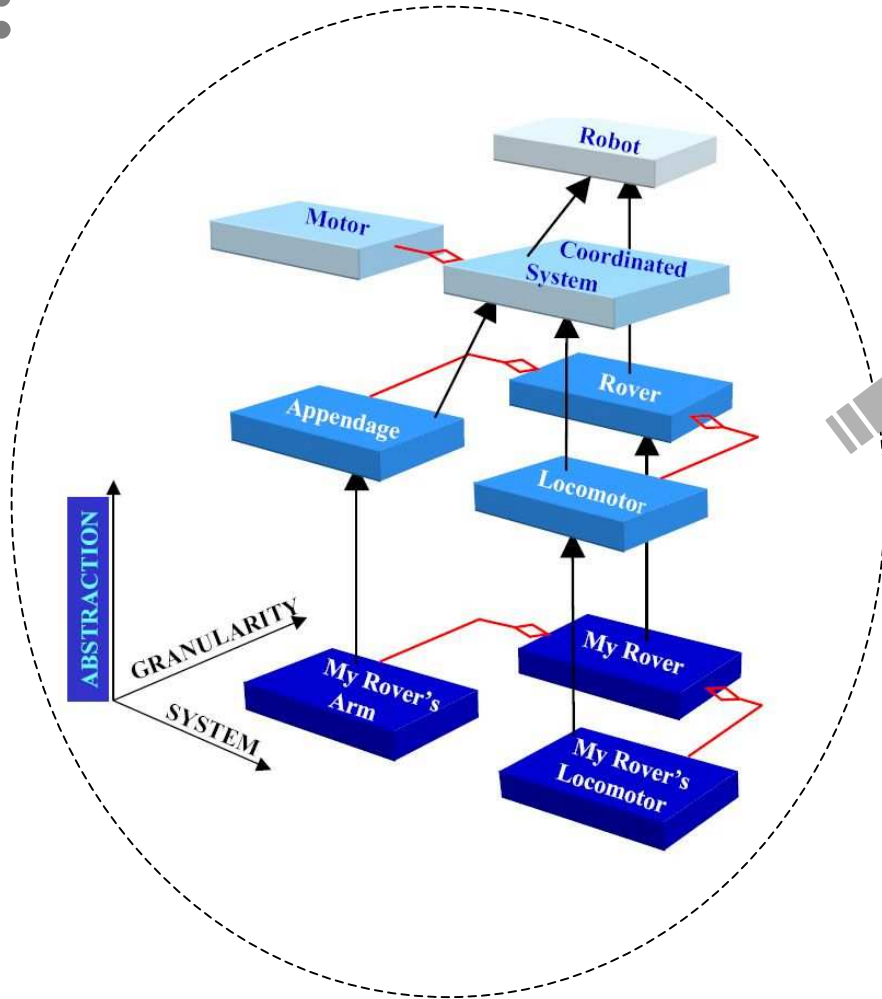 Robot
Motor
Coordinated
System
Rover
Appendage
Locomotor
ABSTRACTION
GRANULARITY
SYSTEM
My Rover
My Rover's
Arm
My Rover's
Locomotor